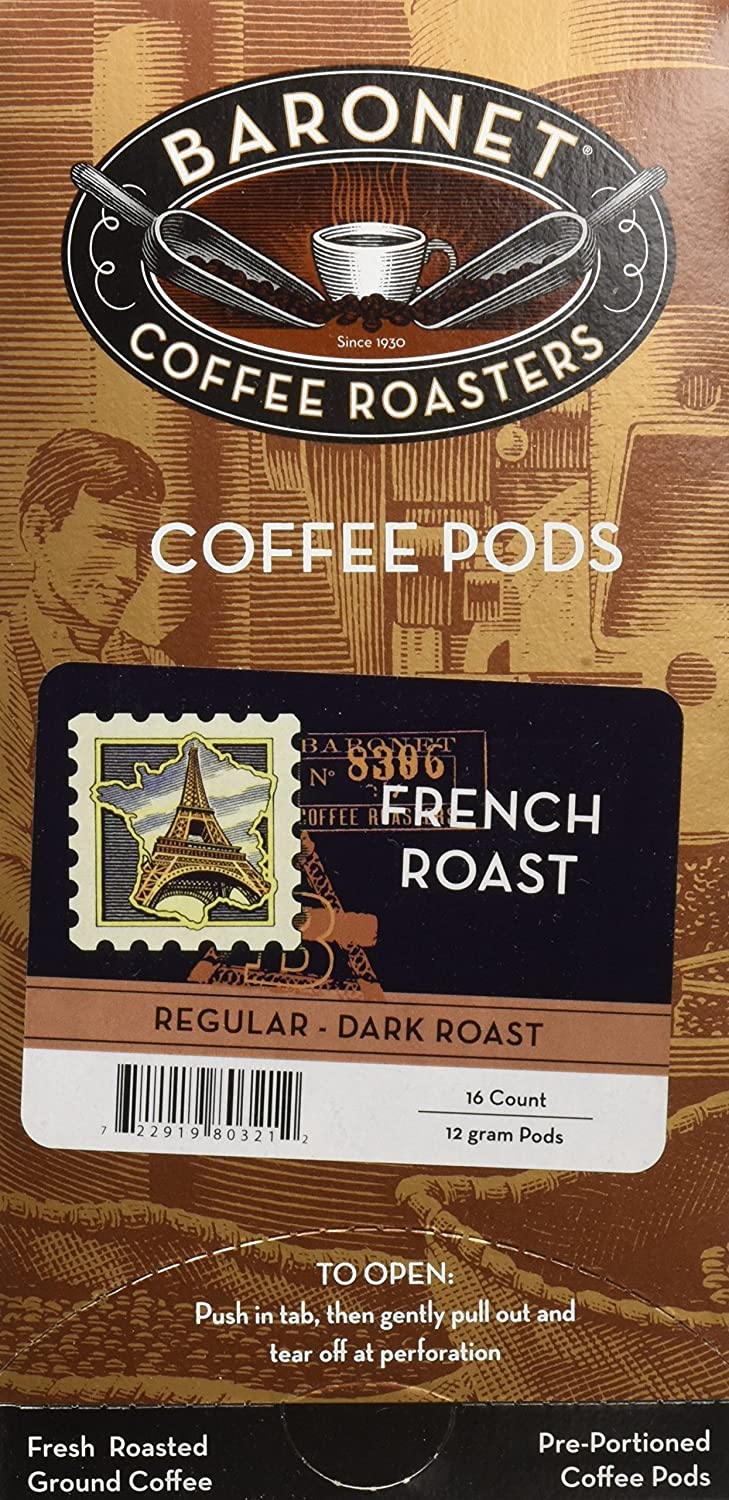 BARONET®
Since 1930
COFFEE ROASTERS
COFFEE PODS
BARONET
Nº 8306
COFFEE ROASTERS
FRENCH
ROAST
B
REGULAR - DARK ROAST
7 22919 80321 2
16 Count
12 gram Pods
TO OPEN:
Push in tab, then gently pull out and
tear off at perforation
Fresh Roasted
Ground Coffee
Pre-Portioned
Coffee Pods